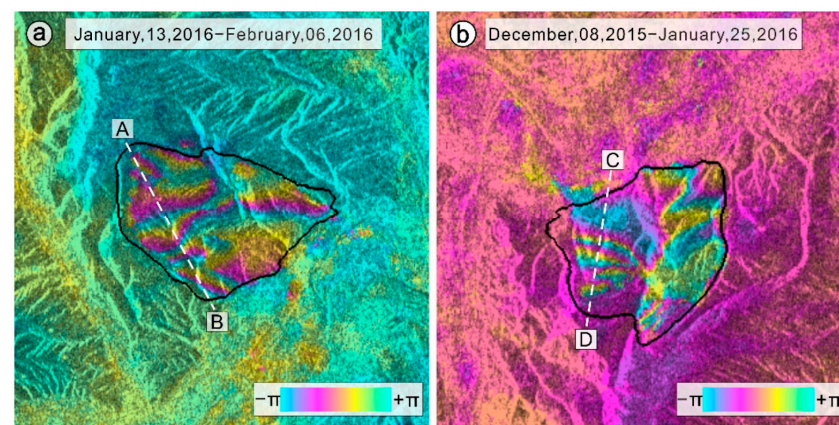 a January,13,2016–February,06,2016
b December,08,2015–January,25,2016
A
C
B
D
−π +π
−π +π